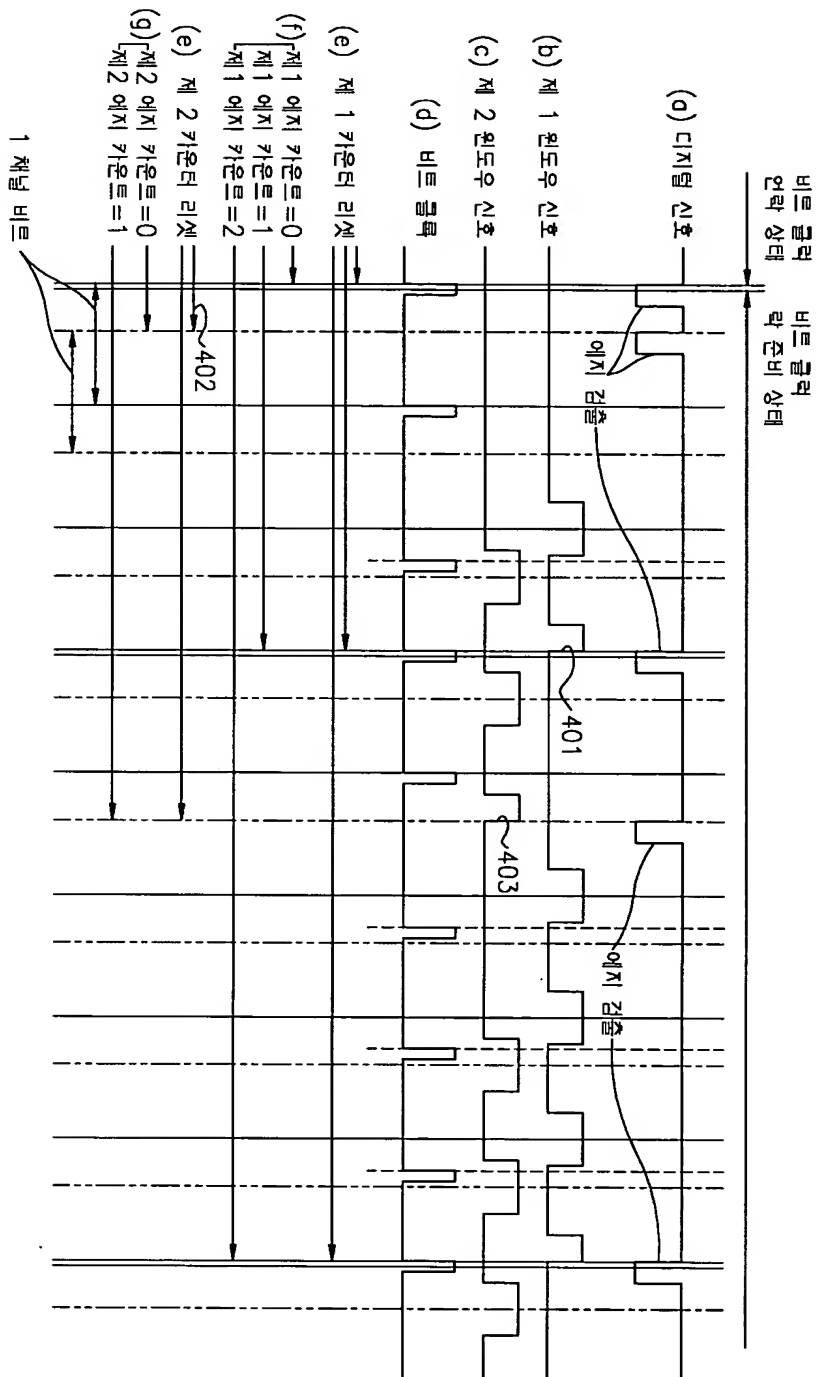 비트 클럭
언락 상태
비트 클럭
락 준비 상태
(a) 디지털 신호
에지 검출
에지 검출
(b) 제 1 윈도우 신호
401
(c) 제 2 윈도우 신호
403
(d) 비트 클록
(e) 제 1 카운터 리셋
(f) 제1 에지 카운트=0
제1 에지 카운트=1
제1 에지 카운트=2
(e) 제 2 카운터 리셋
402
(g) 제2 에지 카운트=0
제2 에지 카운트=1
1 채널 비트